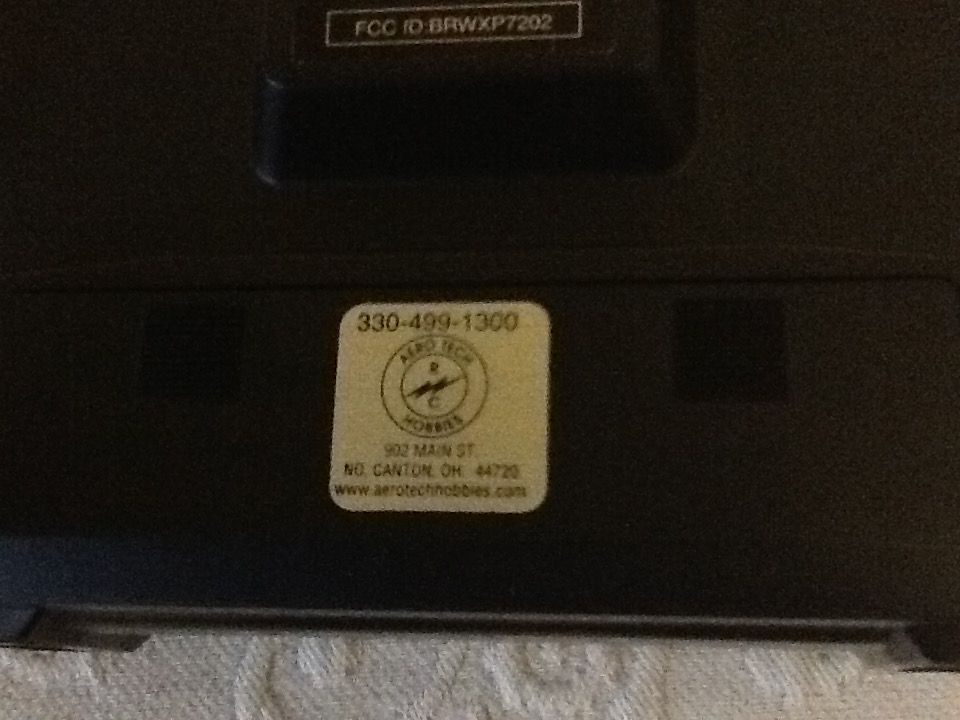 FCC ID:BRWXP7202
330-499-1300
AERO TECH
R
C
HOBBIES
902 MAIN ST.
NO. CANTON, OH. 44720
www.aerotechhobbies.com